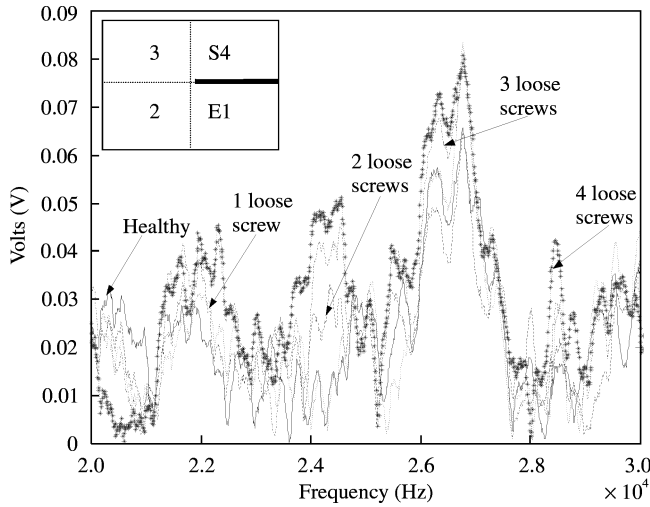 0.09
3 S4
0.08
3 loose
screws
0.07
2 E1
0.06
2 loose
screws
1 loose
screw
4 loose
screws
0.05
Healthy
0.04
Volts (V)
0.03
0.02
0.01
0
2.0 2.2 2.4 2.6 2.8 3.0
Frequency (Hz)
× 10⁴